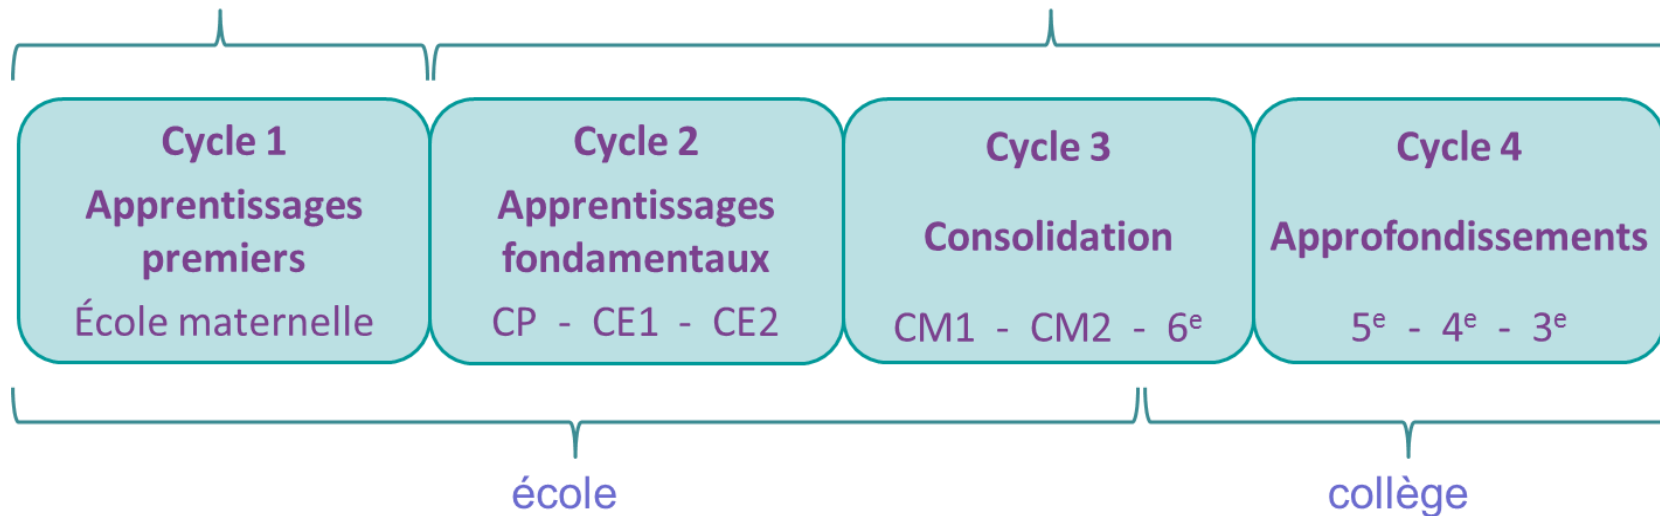 Cycle 1
Apprentissages
premiers
École maternelle
Cycle 2
Apprentissages
fondamentaux
CP - CE1 - CE2
Cycle 3
Consolidation
CM1 - CM2 - 6e
Cycle 4
Approfondissements
5e - 4e - 3e
école
collège